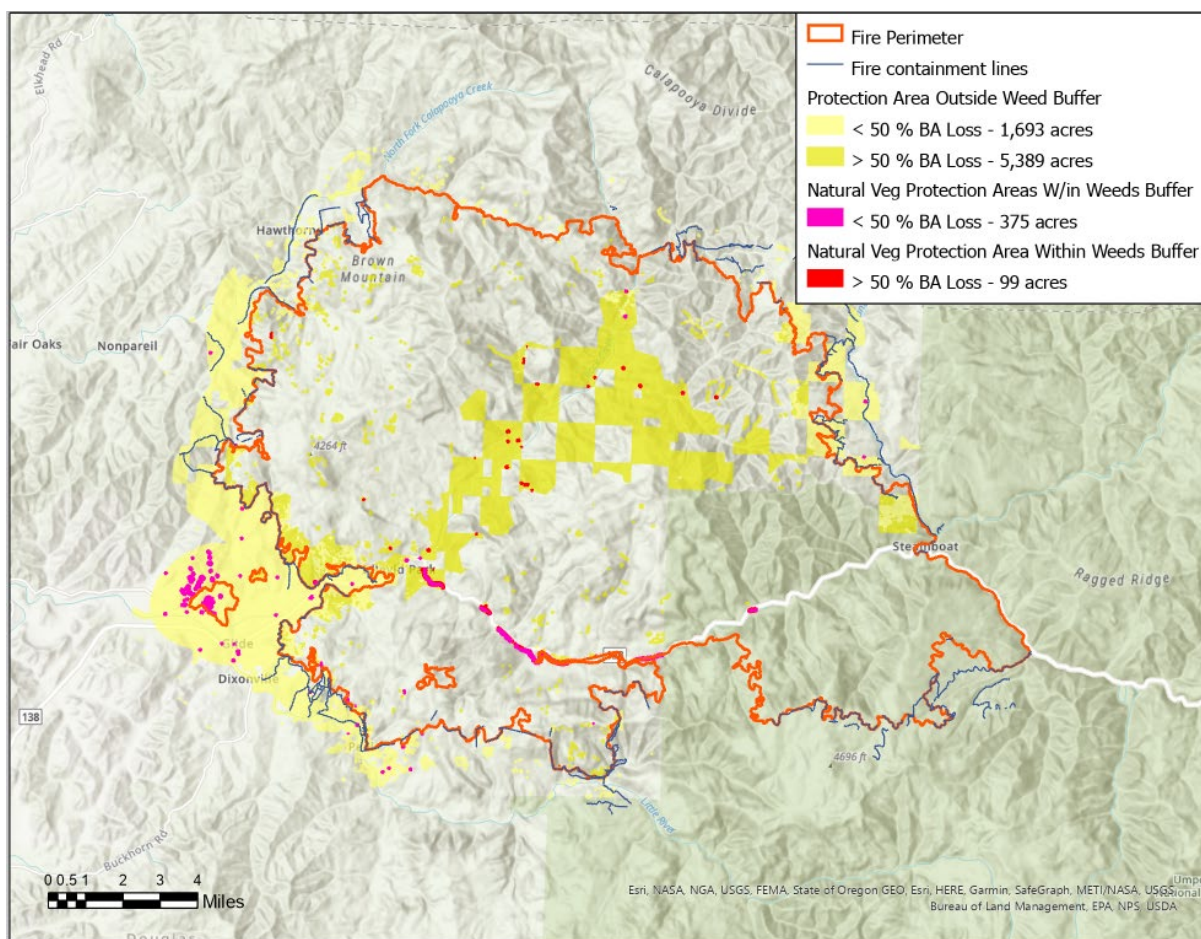 Fire Perimeter
Fire containment lines
Protection Area Outside Weed Buffer
< 50 % BA Loss - 1,693 acres
> 50 % BA Loss - 5,389 acres
Natural Veg Protection Areas W/in Weeds Buffer
< 50 % BA Loss - 375 acres
Natural Veg Protection Area Within Weeds Buffer
> 50 % BA Loss - 99 acres
Elkhead Rd
Calapooya Divide
North Fork Calapooya Creek
Hawthorn
Brown
Mountain
Fair Oaks
Nonpareil
4264 ft
Steamboat
Ragged Ridge
Glide
Dixonville
138
4696 ft
Little River
Buckhorn Rd
0 0.5 1 2 3 4
Miles
Esri, NASA, NGA, USGS, FEMA, State of Oregon GEO, Esri, HERE, Garmin, SafeGraph, METI/NASA, USGS,
Bureau of Land Management, EPA, NPS, USDA
Douglas